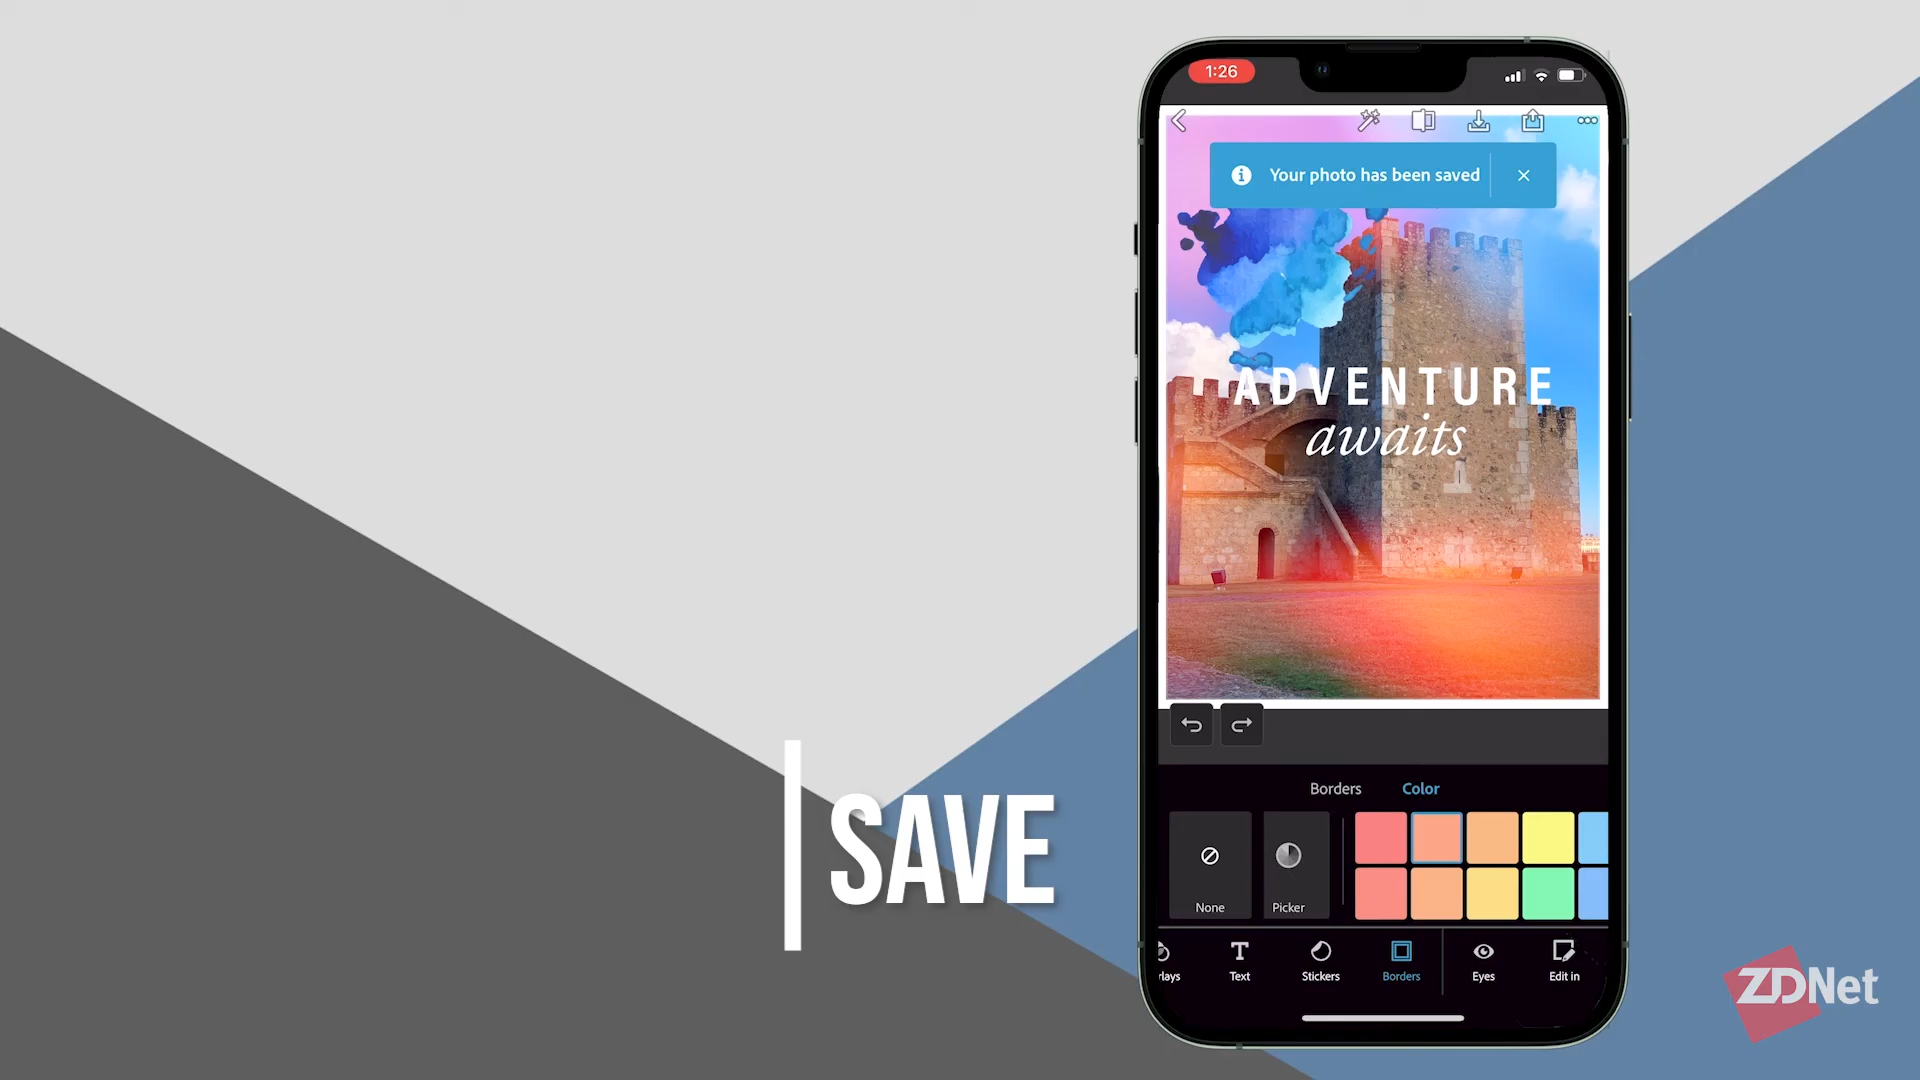 1:26
Your photo has been saved
ADVENTURE
awaits
SAVE
Borders Color
None Picker
rlays Text Stickers Borders Eyes Edit in
ZDNet